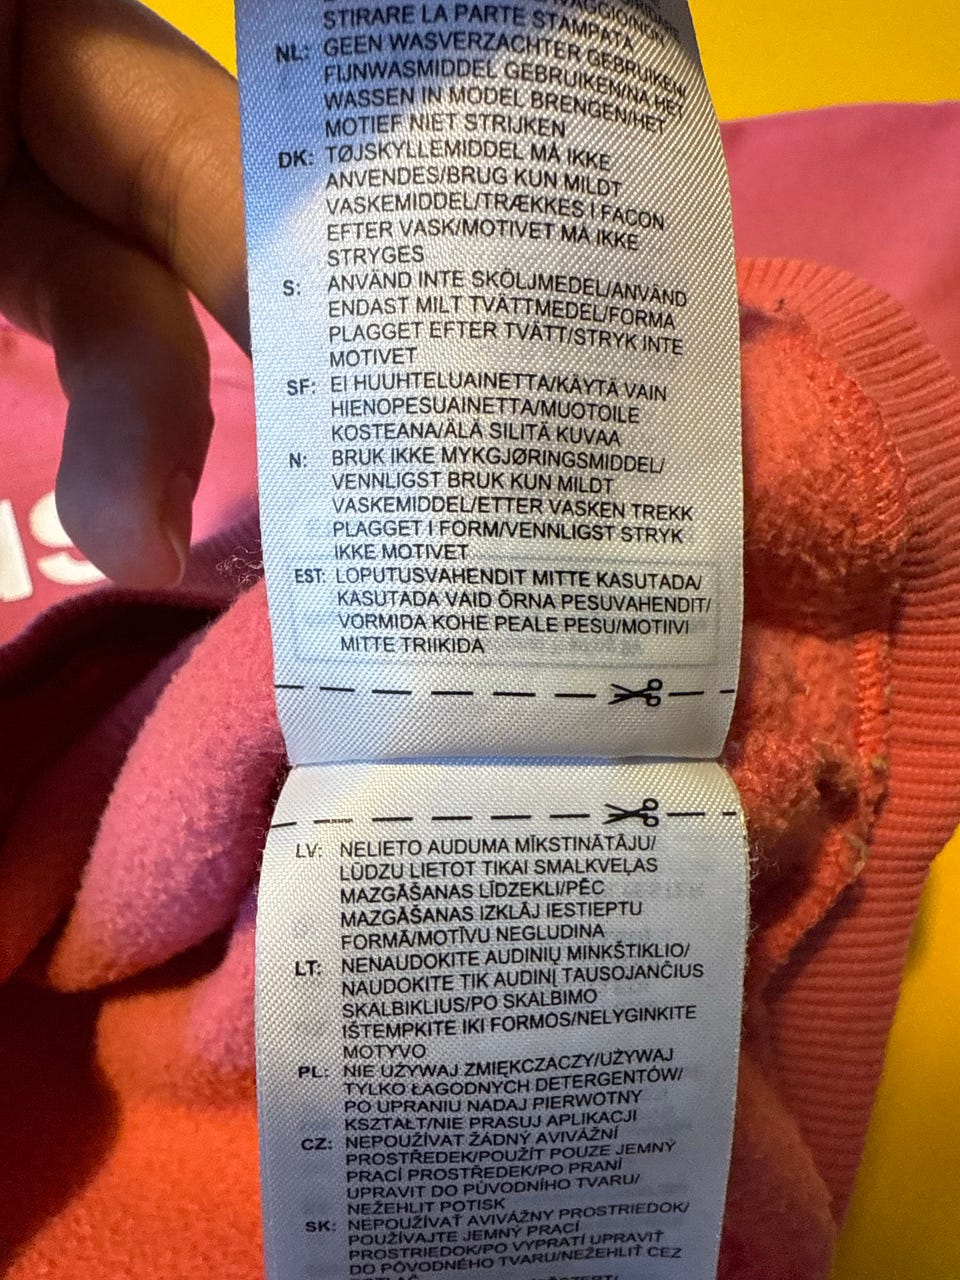 STIRARE LA PARTE STAMPATA
NL: GEEN WASVERZACHTER GEBRUIKEN/
FIJNWASMIDDEL GEBRUIKEN/NA HET
WASSEN IN MODEL BRENGEN/HET
MOTIEF NIET STRIJKEN
DK: TØJSKYLLEMIDDEL MÅ IKKE
ANVENDES/BRUG KUN MILDT
VASKEMIDDEL/TRÆKKES I FACON
EFTER VASK/MOTIVET MÅ IKKE
STRYGES
S: ANVÄND INTE SKÖLJMEDEL/ANVÄND
ENDAST MILT TVÄTTMEDEL/FORMA
PLAGGET EFTER TVÄTT/STRYK INTE
MOTIVET
SF: EI HUUHTELUAINETTA/KÄYTÄ VAIN
HIENOPESUAINETTA/MUOTOILE
KOSTEANA/ÄLÄ SILITÄ KUVAA
N: BRUK IKKE MYKGJØRINGSMIDDEL/
VENNLIGST BRUK KUN MILDT
VASKEMIDDEL/ETTER VASKEN TREKK
PLAGGET I FORM/VENNLIGST STRYK
IKKE MOTIVET
EST: LOPUTUSVAHENDIT MITTE KASUTADA/
KASUTADA VAID ÕRNA PESUVAHENDIT/
VORMIDA KOHE PEALE PESU/MOTIIVI
MITTE TRIIKIDA
LV: NELIETO AUDUMA MĪKSTINĀTĀJU/
LŪDZU LIETOT TIKAI SMALKVEĻAS
MAZGĀŠANAS LĪDZEKLI/PĒC
MAZGĀŠANAS IZKLĀJ IESTIEPTU
FORMĀ/MOTĪVU NEGLUDINA
LT: NENAUDOKITE AUDINIŲ MINKŠTIKLIO/
NAUDOKITE TIK AUDINĮ TAUSOJANČIUS
SKALBIKLIUS/PO SKALBIMO
IŠTEMPKITE IKI FORMOS/NELYGINKITE
MOTYVO
PL: NIE UŻYWAJ ZMIĘKCZACZY/UŻYWAJ
TYLKO ŁAGODNYCH DETERGENTÓW/
PO UPRANIU NADAJ PIERWOTNY
KSZTAŁT/NIE PRASUJ APLIKACJI
CZ: NEPOUŽÍVAT ŽÁDNÝ AVIVÁŽNÍ
PROSTŘEDEK/POUŽÍT POUZE JEMNÝ
PRACÍ PROSTŘEDEK/PO PRANÍ
UPRAVIT DO PŮVODNÍHO TVARU/
NEŽEHLIT POTISK
SK: NEPOUŽÍVAŤ AVIVÁŽNY PROSTRIEDOK/
POUŽÍVAJTE JEMNÝ PRACÍ
PROSTRIEDOK/PO VYPRATÍ UPRAVIŤ
DO PÔVODNÉHO TVARU/NEŽEHLIŤ CEZ